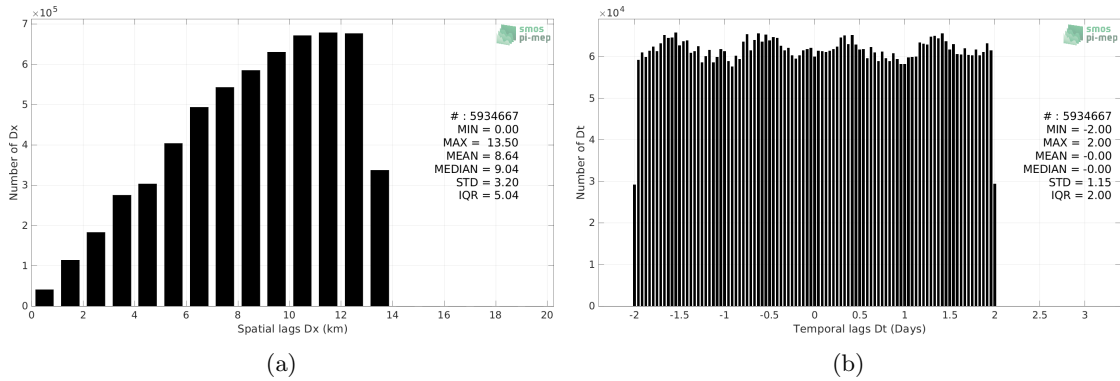 ×10^5
7
6
5
4
3
2
1
0
Number of Dx
0 2 4 6 8 10 12 14 16 18 20
Spatial lags Dx (km)
smos
pi-mep
# : 5934667
MIN = 0.00
MAX = 13.50
MEAN = 8.64
MEDIAN = 9.04
STD = 3.20
IQR = 5.04
(a)
×10^4
6
5
4
3
2
1
0
Number of Dt
-2 -1.5 -1 -0.5 0 0.5 1 1.5 2 2.5 3
Temporal lags Dt (Days)
smos
pi-mep
# : 5934667
MIN = -2.00
MAX = 2.00
MEAN = -0.00
MEDIAN = -0.00
STD = 1.15
IQR = 2.00
(b)